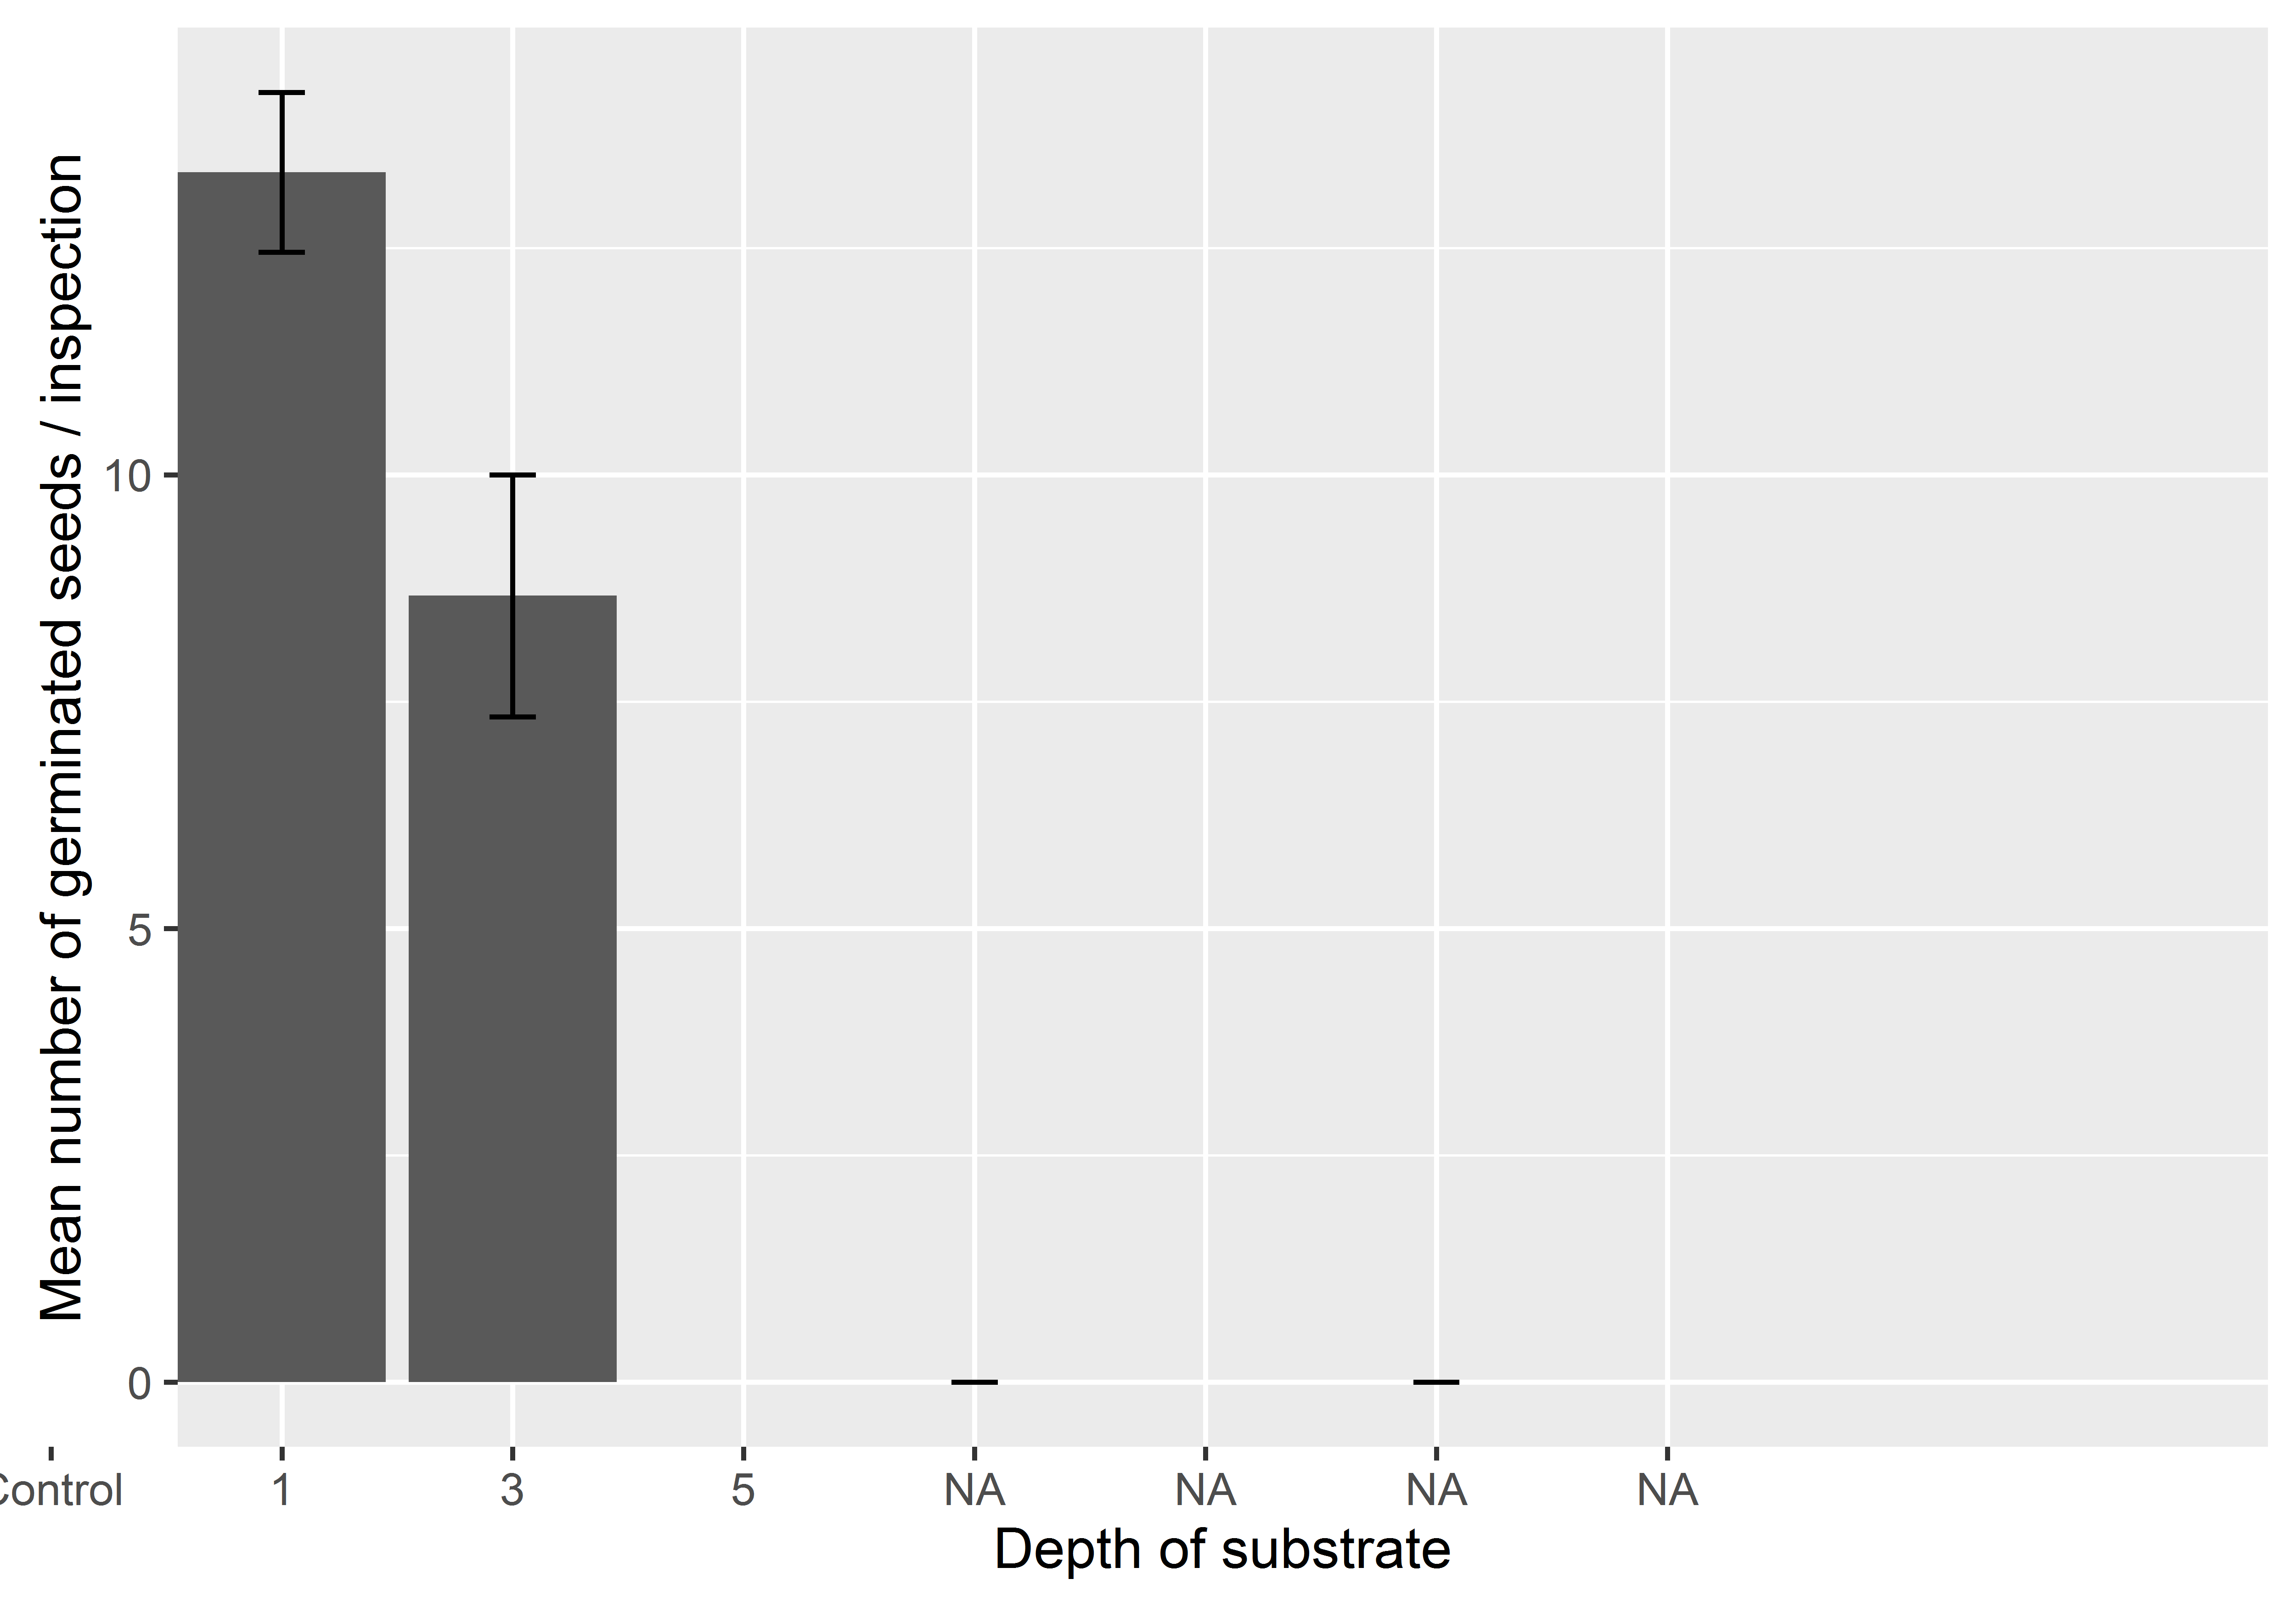 Mean number of germinated seeds / inspection
10
5
0
Control 1 3 5 NA NA NA NA
Depth of substrate